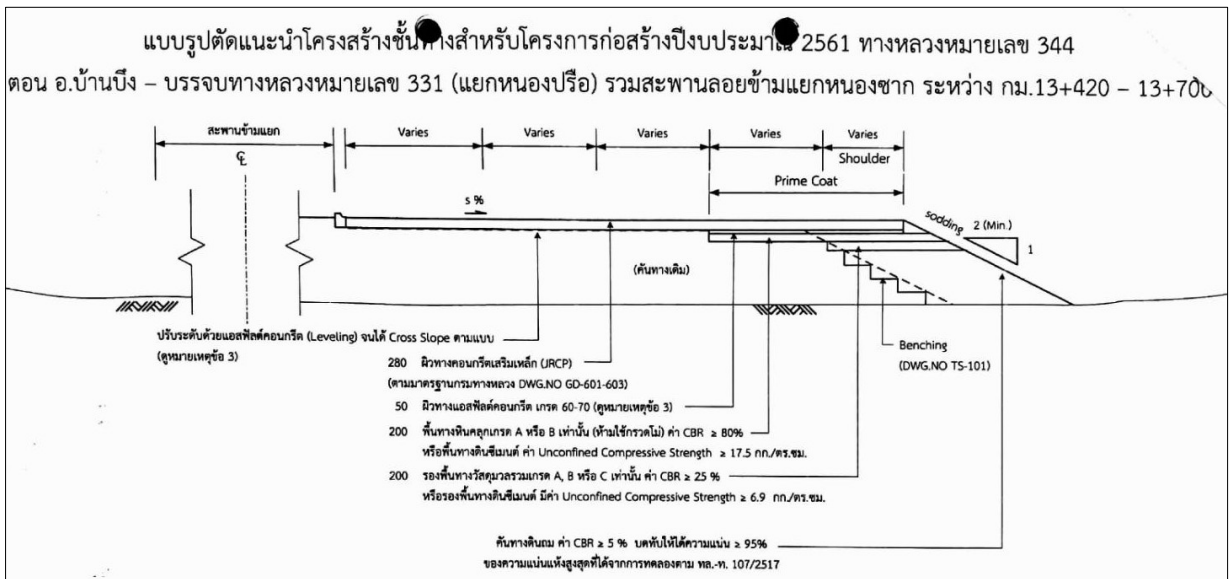 แบบรูปตัดแนะนำโครงสร้างชั้นทางสำหรับโครงการก่อสร้างปีงบประมาณ 2561 ทางหลวงหมายเลข 344
ตอน อ.บ้านบึง – บรรจบทางหลวงหมายเลข 331 (แยกหนองปรือ) รวมสะพานลอยข้ามแยกหนองชาก ระหว่าง กม.13+420 – 13+700
สะพานข้ามแยก
Varies Varies Varies Varies Varies
Shoulder
℄
Prime Coat
s %
sodding
2 (Min.)
1
(คันทางเดิม)
ปรับระดับด้วยแอสฟัลต์คอนกรีต (Leveling) จนได้ Cross Slope ตามแบบ
(ดูหมายเหตุข้อ 3)
Benching
(DWG.NO TS-101)
280 ผิวทางคอนกรีตเสริมเหล็ก (JRCP)
(ตามมาตรฐานกรมทางหลวง DWG.NO GD-601-603)
50 ผิวทางแอสฟัลต์คอนกรีต เกรด 60-70 (ดูหมายเหตุข้อ 3)
200 พื้นทางหินคลุกเกรด A หรือ B เท่านั้น (ห้ามใช้กรวดโม่) ค่า CBR ≥ 80%
หรือพื้นทางดินซีเมนต์ ค่า Unconfined Compressive Strength ≥ 17.5 กก./ตร.ซม.
200 รองพื้นทางวัสดุมวลรวมเกรด A, B หรือ C เท่านั้น ค่า CBR ≥ 25 %
หรือรองพื้นทางดินซีเมนต์ มีค่า Unconfined Compressive Strength ≥ 6.9 กก./ตร.ซม.
คันทางดินถม ค่า CBR ≥ 5 % บดทับให้ได้ความแน่น ≥ 95%
ของความแน่นแห้งสูงสุดที่ได้จากการทดลองตาม ทล.-ท. 107/2517